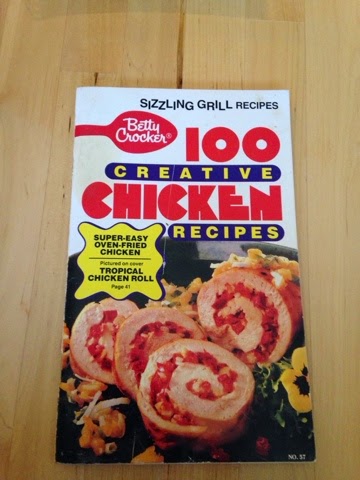 SIZZLING GRILL RECIPES
Betty
Crocker®
100
CREATIVE
CHICKEN
RECIPES
SUPER-EASY
OVEN-FRIED
CHICKEN
Pictured on cover
TROPICAL
CHICKEN ROLL
Page 41
NO. 57